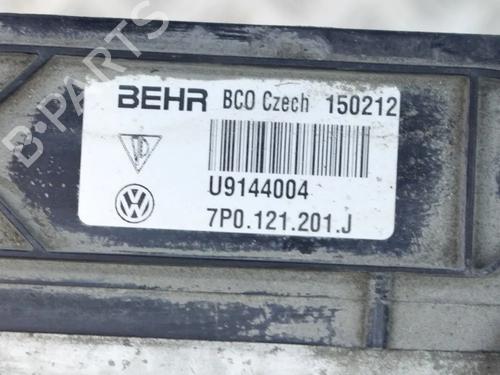 B-PARTS
BEHR BCO Czech 150212
U9144004
7P0.121.201.J